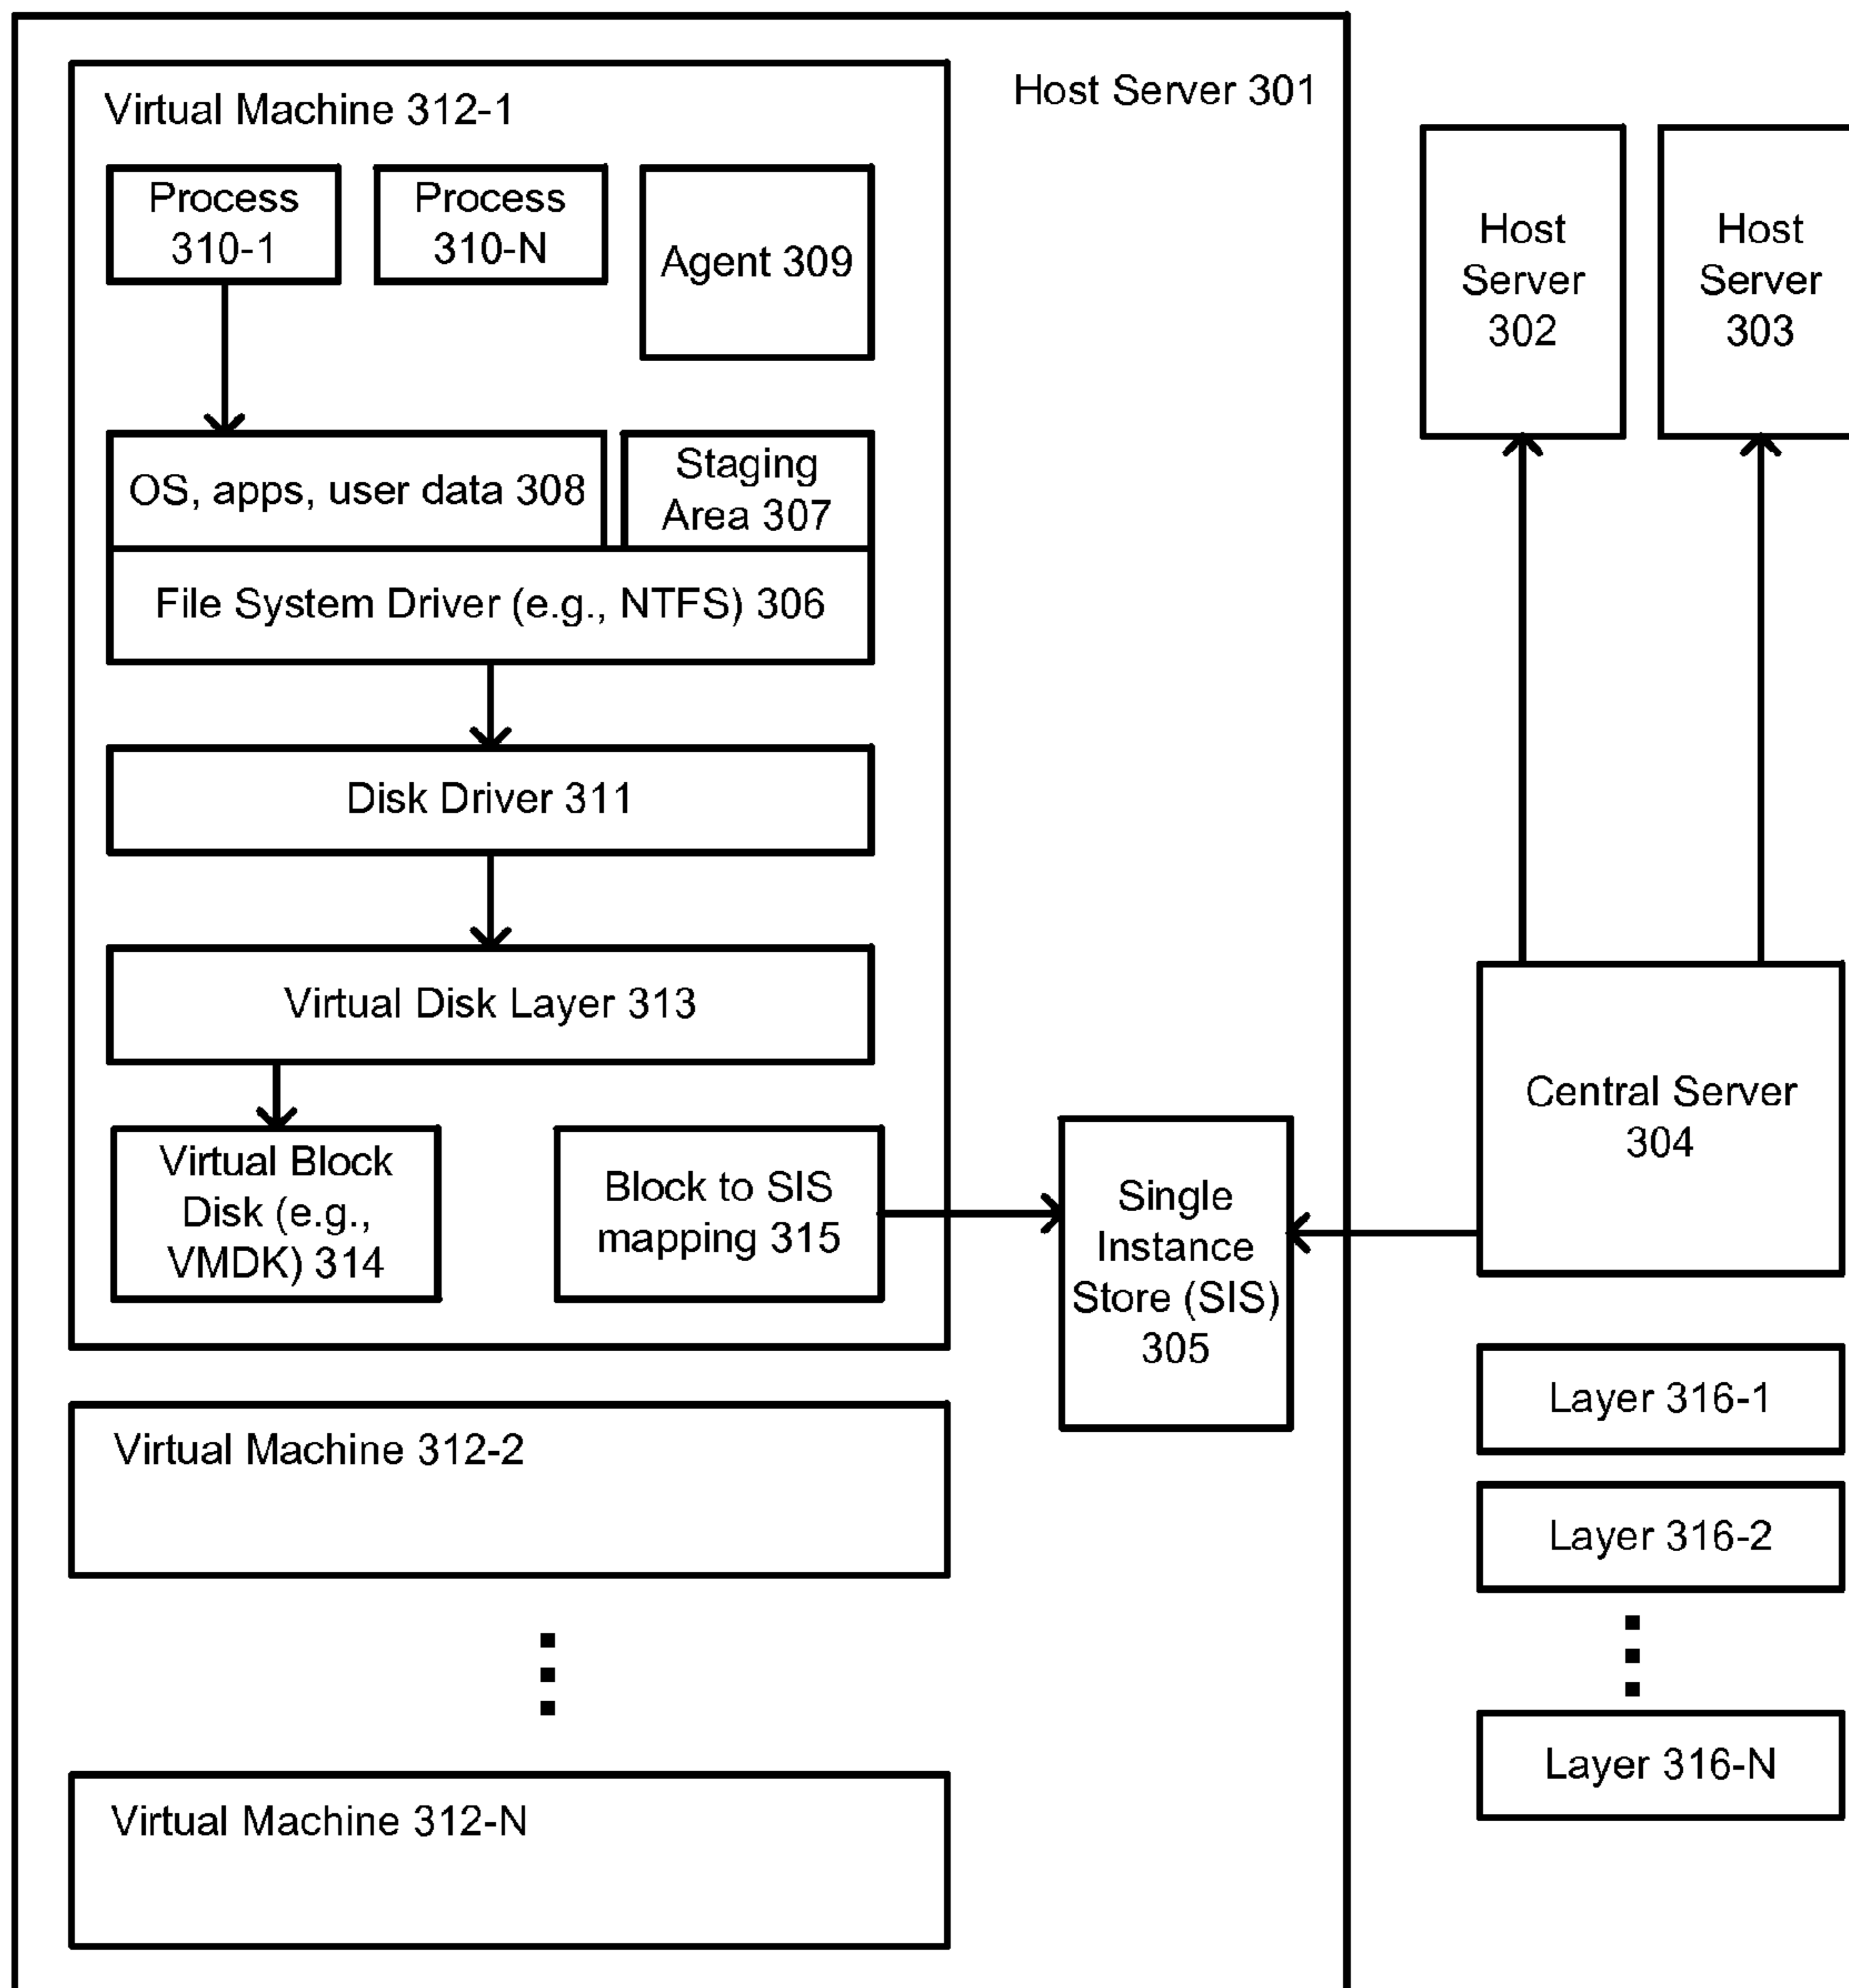 Host Server 301
Virtual Machine 312-1
Process
310-1
Process
310-N
Agent 309
OS, apps, user data 308
Staging
Area 307
File System Driver (e.g., NTFS) 306
Disk Driver 311
Virtual Disk Layer 313
Virtual Block
Disk (e.g.,
VMDK) 314
Block to SIS
mapping 315
Single
Instance
Store (SIS)
305
Virtual Machine 312-2
Virtual Machine 312-N
Host
Server
302
Host
Server
303
Central Server
304
Layer 316-1
Layer 316-2
Layer 316-N